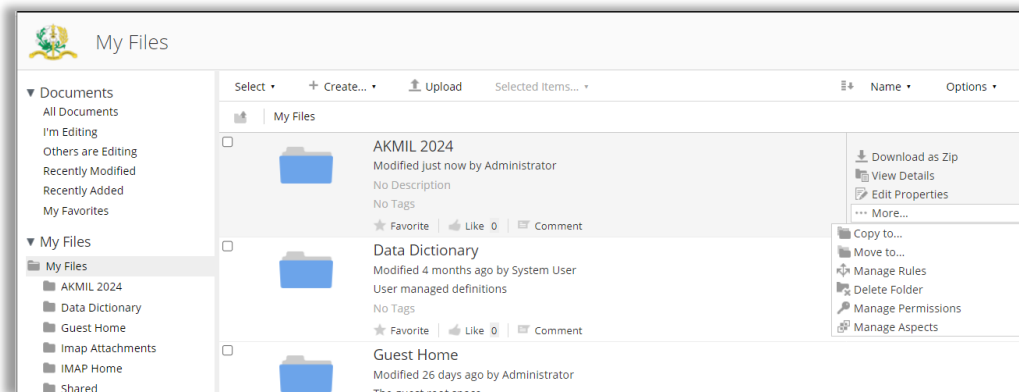 My Files
Documents
All Documents
I'm Editing
Others are Editing
Recently Modified
Recently Added
My Favorites
My Files
My Files
AKMIL 2024
Data Dictionary
Guest Home
Imap Attachments
IMAP Home
Shared
Select
+ Create...
Upload
Selected Items...
Name
Options
My Files
AKMIL 2024
Modified just now by Administrator
No Description
No Tags
Favorite Like 0 Comment
Download as Zip
View Details
Edit Properties
More...
Copy to...
Move to...
Manage Rules
Delete Folder
Manage Permissions
Manage Aspects
Data Dictionary
Modified 4 months ago by System User
User managed definitions
No Tags
Favorite Like 0 Comment
Guest Home
Modified 26 days ago by Administrator
The guest root space